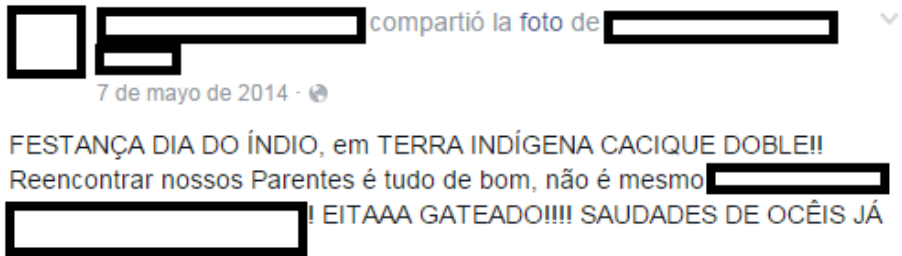 compartió la foto de
7 de mayo de 2014 ·
FESTANÇA DIA DO ÍNDIO, em TERRA INDÍGENA CACIQUE DOBLE!!
Reencontrar nossos Parentes é tudo de bom, não é mesmo
! EITAAA GATEADO!!!! SAUDADES DE OCÊIS JÁ